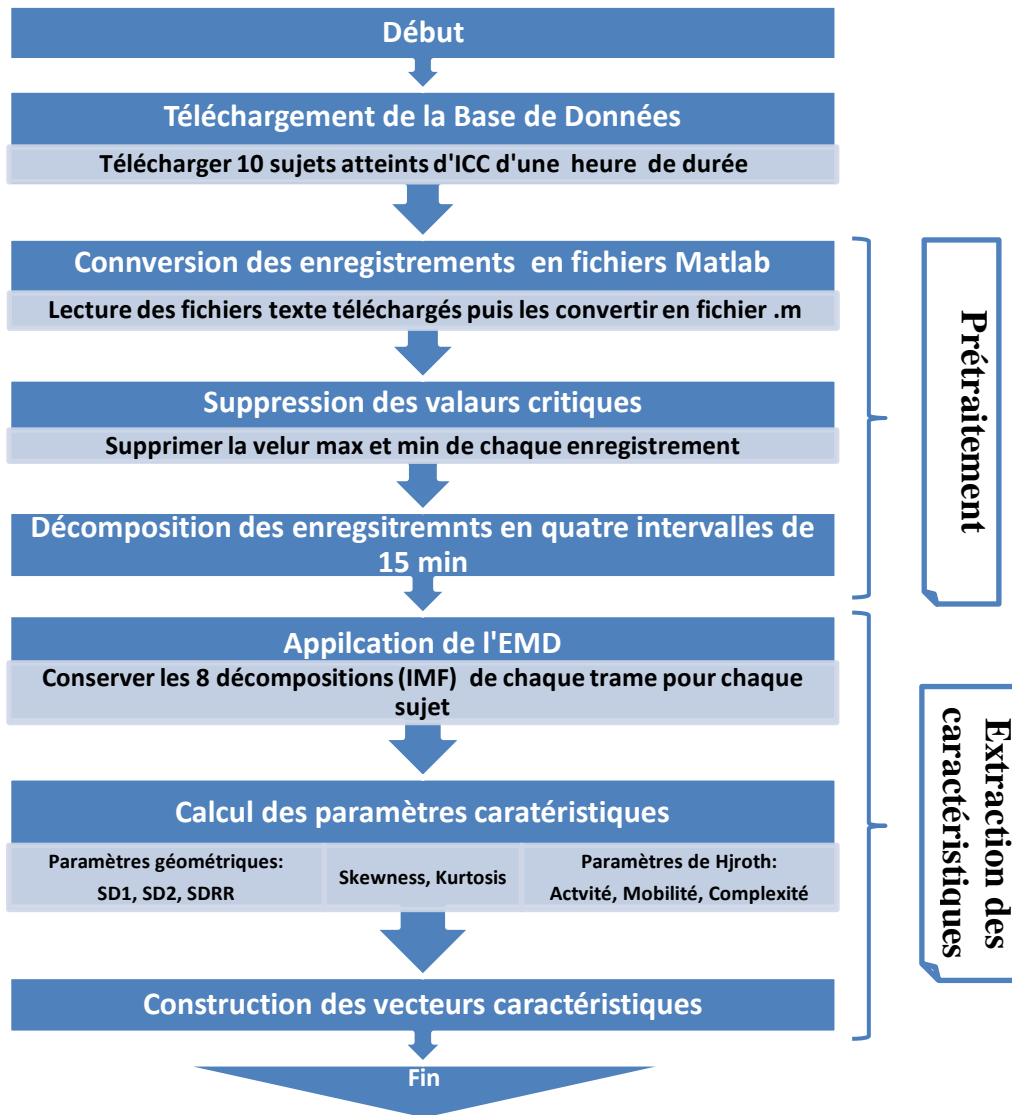 Début
Téléchargement de la Base de Données
Télécharger 10 sujets atteints d'ICC d'une heure de durée
Connversion des enregistrements en fichiers Matlab
Lecture des fichiers texte téléchargés puis les convertir en fichier .m
Suppression des valaurs critiques
Supprimer la velur max et min de chaque enregistrement
Décomposition des enregsitremnts en quatre intervalles de
15 min
Prétraitement
Appilcation de l'EMD
Conserver les 8 décompositions (IMF) de chaque trame pour chaque
sujet
Calcul des paramètres caratéristiques
Paramètres géométriques:
SD1, SD2, SDRR
Skewness, Kurtosis
Paramètres de Hjroth:
Actvité, Mobilité, Complexité
Construction des vecteurs caractéristiques
Extraction des
caractéristiques
Fin